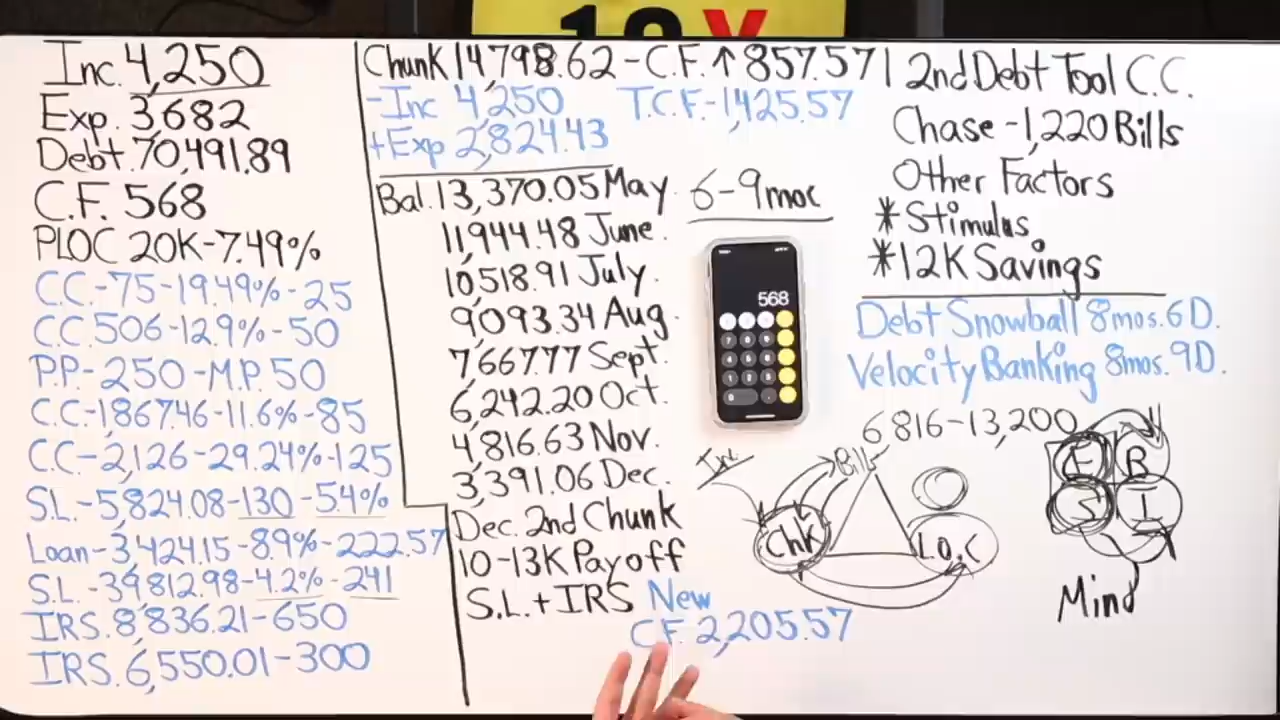 Inc. 4,250
Exp. 3,682
Debt. 70,491.89
C.F. 568
PLOC 20K-7.49%
C.C.-75-19.49%-25
C.C. 506-12.9%-50
P.P.-250-M.P. 50
C.C-1,867.46-11.6%-85
C.C.-2,126-29.24%-125
S.L.-5,824.08-130-5.4%
Loan-3,424.15-8.9%-222.57
S.L.-39,812.98-4.2%-241
IRS. 8,836.21-650
IRS. 6,550.01-300
Chunk 14,798.62-C.F.↑857.57
-Inc 4,250 T.C.F.-1,425.57
+Exp 2,824.43
Bal. 13,370.05 May
11,944.48 June.
10,518.91 July.
9,093.34 Aug.
7,667.77 Sept.
6,242.20 Oct.
4,816.63 Nov.
3,391.06 Dec.
Dec. 2nd Chunk
10-13K Payoff
S.L.+IRS New
C.F. 2,205.57
6-9mos
568
2nd Debt Tool C.C.
Chase-1,220 Bills
Other Factors
*Stimulus
*12K Savings
Debt Snowball 8mos. 6D.
Velocity Banking 8mos. 9D.
6,816-13,200
Inc
Bills
Chk
L.O.C
E B
S I
Mind